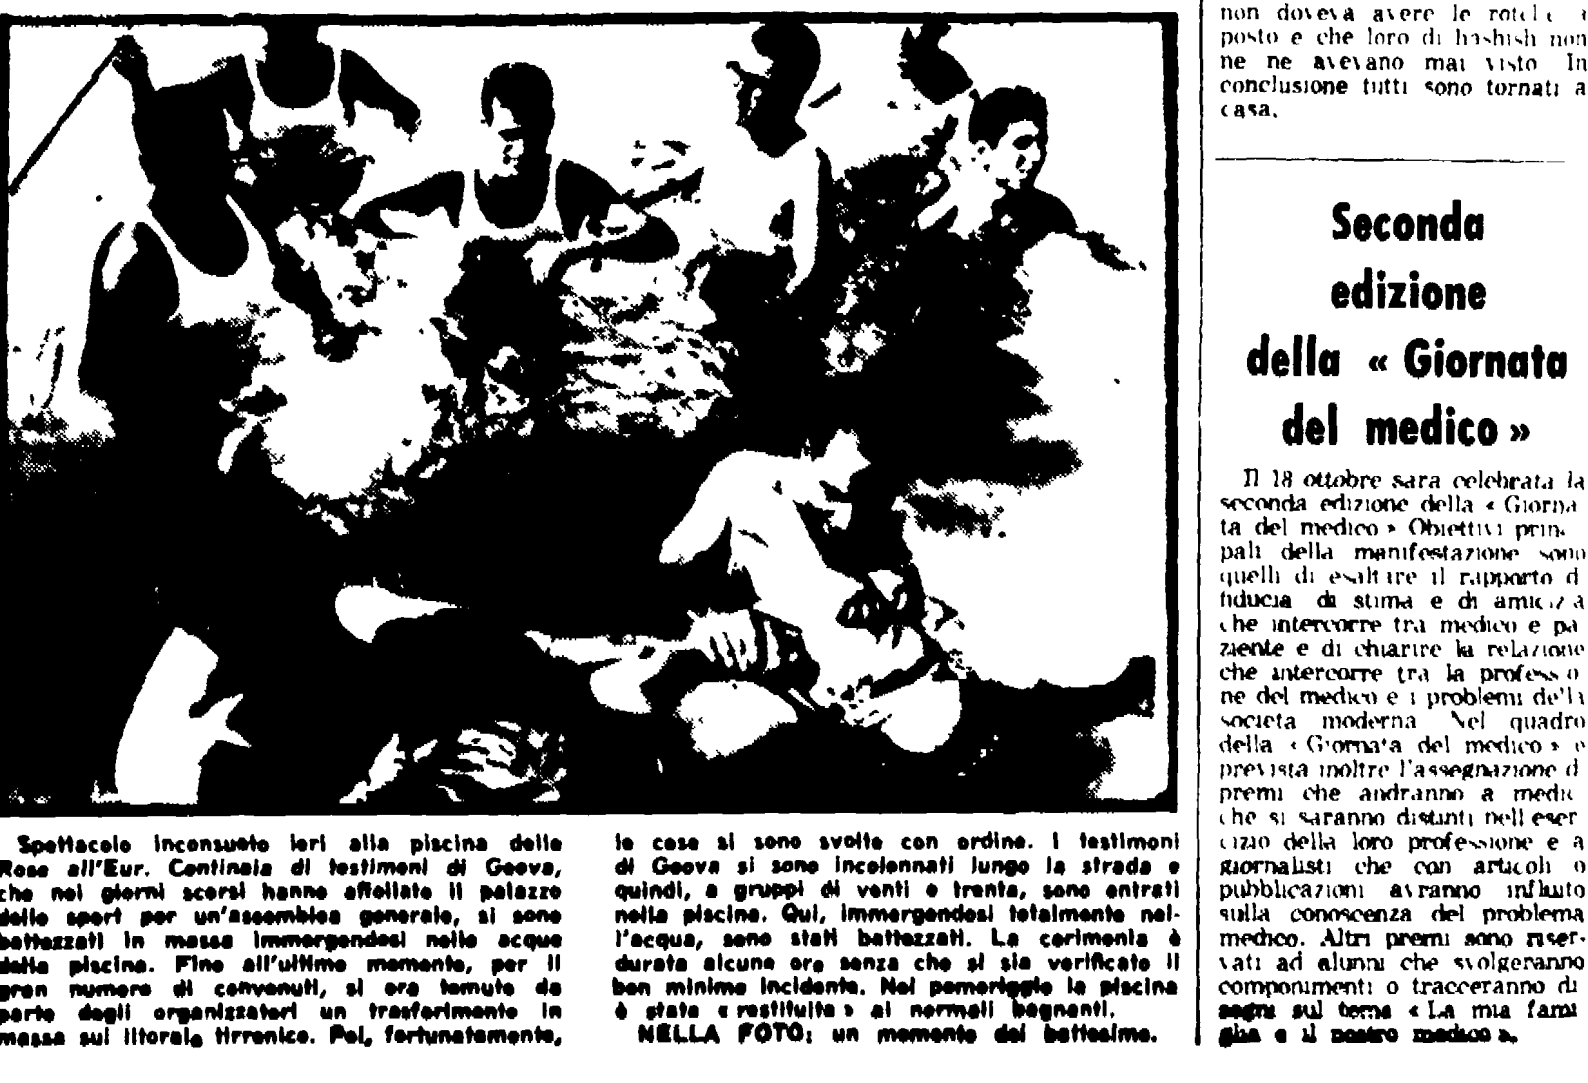 Spettacolo inconsueto ieri alla piscina delle
Rose all'Eur. Centinaia di testimoni di Geova,
che nei giorni scorsi hanno affollato il palazzo
dello sport per un'assemblea generale, si sono
battezzati in massa immergendosi nelle acque
della piscina. Fino all'ultimo momento, per il
gran numero di convenuti, si era temuto da
parte degli organizzatori un trasferimento in
massa sul litorale tirrenico. Poi, fortunatamente,
le cose si sono svolte con ordine. I testimoni
di Geova si sono incolonnati lungo la strada e
quindi, a gruppi di venti o trenta, sono entrati
nella piscina. Qui, immergendosi totalmente nel-
l'acqua, sono stati battezzati. La cerimonia è
durata alcune ore senza che si sia verificato il
ben minimo incidente. Nel pomeriggio la piscina
è stata « restituita » ai normali bagnanti.
NELLA FOTO: un momento del battesimo.
non doveva avere le rotelle a
posto e che loro di hashish non
ne ne avevano mai visto In
conclusione tutti sono tornati a
casa.
Seconda
edizione
della « Giornata
del medico »
Il 18 ottobre sara celebrata la
seconda edizione della « Giorna
ta del medico » Obiettivi prin
pali della manifestazione sono
quelli di esaltare il rapporto d
fiducia di stima e di amicizia
che intercorre tra medico e pa
ziente e di chiarire la relazione
che intercorre tra la professio
ne del medico e i problemi della
societa moderna Nel quadro
della « Giornata del medico » e
prevista inoltre l'assegnazione d
premi che andranno a medic
che si saranno distinti nell eser
cizio della loro professione e a
giornalisti che con articoli o
pubblicazioni avranno influito
sulla conoscenza del problema
medico. Altri premi sono riser-
vati ad alunni che svolgeranno
componimenti o tracceranno di
segni sul tema « La mia fami
glia e il nostro medico ».